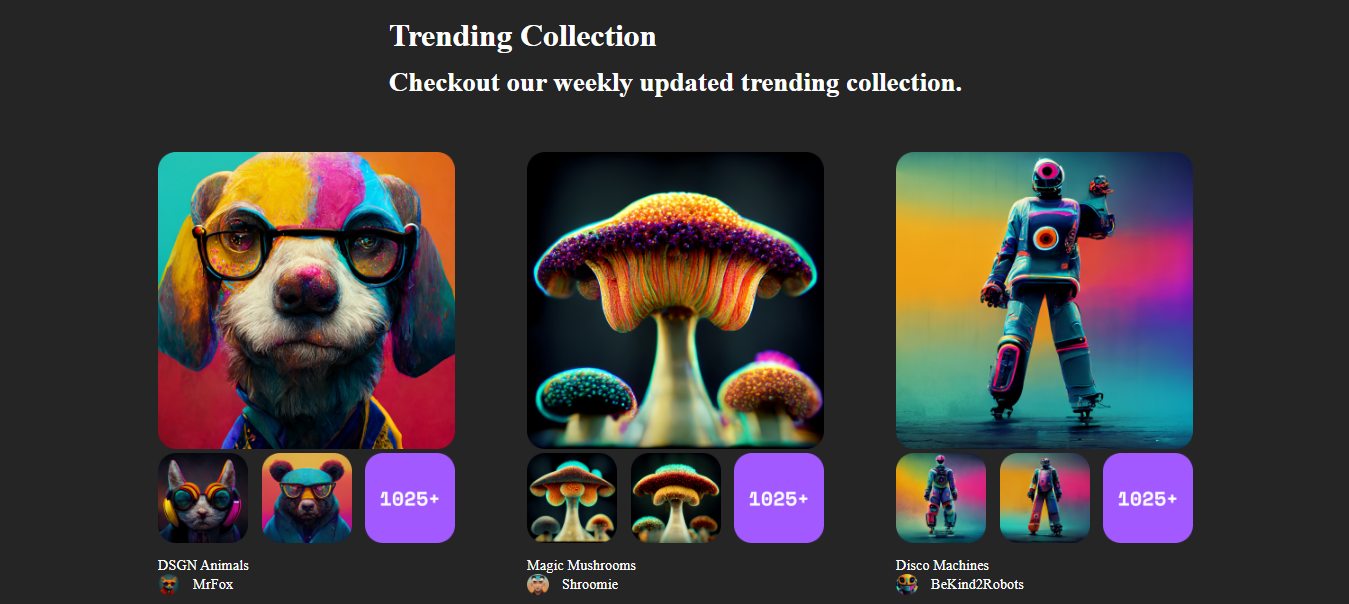 Trending Collection
Checkout our weekly updated trending collection.
1025+
1025+
1025+
DSGN Animals
MrFox
Magic Mushrooms
Shroomie
Disco Machines
BeKind2Robots